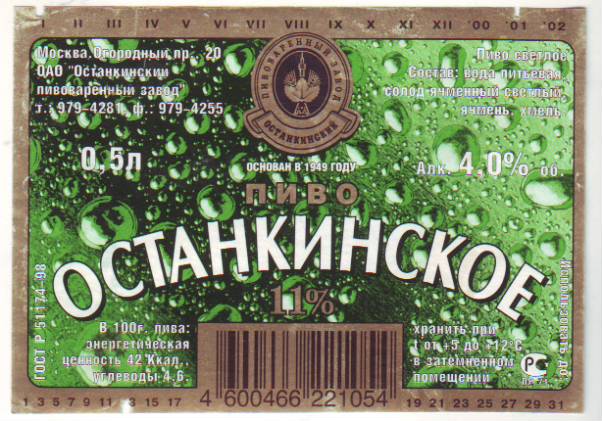 I II III IV V VI VII VIII IX X XI XII '00 '01 '02
Москва.Огородный пр. 20
ОАО "Останкинский
пивоваренный завод"
т.: 979-4281, ф.: 979-4255
0,5л
ПИВОВАРЕННЫЙ ЗАВОД
ОСТАНКИНСКИЙ
ОСНОВАН В 1949 ГОДУ
Пиво светлое
Состав: вода питьевая,
солод ячменный светлый,
ячмень, хмель
Алк. 4,0% об.
ПИВО
ОСТАНКИНСКОЕ
11%
ГОСТ Р 51174-98
В 100г. пива:
энергетическая
ценность 42 Ккал.,
углеводы 4.6.
хранить при
t от +5 до +12°С
в затемненном
помещении
Использовать до:
РС
4 600466 221054
1 3 5 7 9 11 13 15 17
19 21 23 25 27 29 31